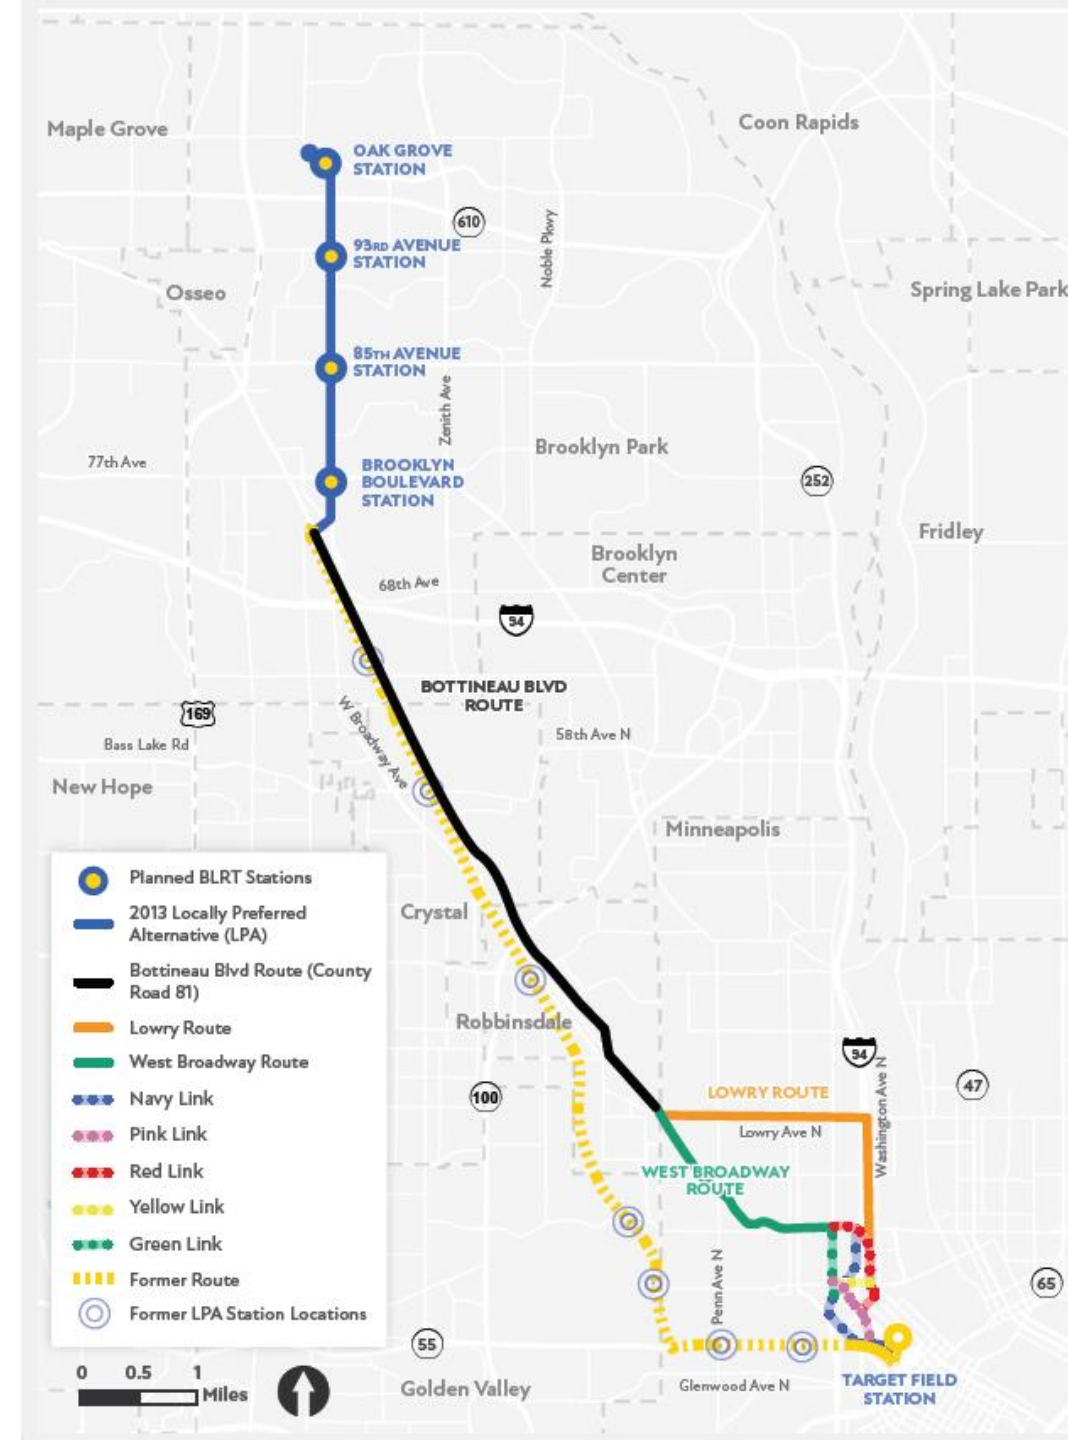 Maple Grove
Coon Rapids
OAK GROVE
STATION
610
Noble Pkwy
93RD AVENUE
STATION
Osseo
Spring Lake Park
85TH AVENUE
STATION
Zenith Ave
Brooklyn Park
77th Ave
BROOKLYN
BOULEVARD
STATION
252
Fridley
Brooklyn
Center
68th Ave
94
BOTTINEAU BLVD
ROUTE
169
W Broadway Ave
58th Ave N
Bass Lake Rd
New Hope
Minneapolis
Crystal
Robbinsdale
100
94
47
Washington Ave N
LOWRY ROUTE
Lowry Ave N
WEST BROADWAY
ROUTE
Penn Ave N
65
55
Golden Valley
Glenwood Ave N
TARGET FIELD
STATION
Planned BLRT Stations
2013 Locally Preferred
Alternative (LPA)
Bottineau Blvd Route (County
Road 81)
Lowry Route
West Broadway Route
Navy Link
Pink Link
Red Link
Yellow Link
Green Link
Former Route
Former LPA Station Locations
0 0.5 1
Miles